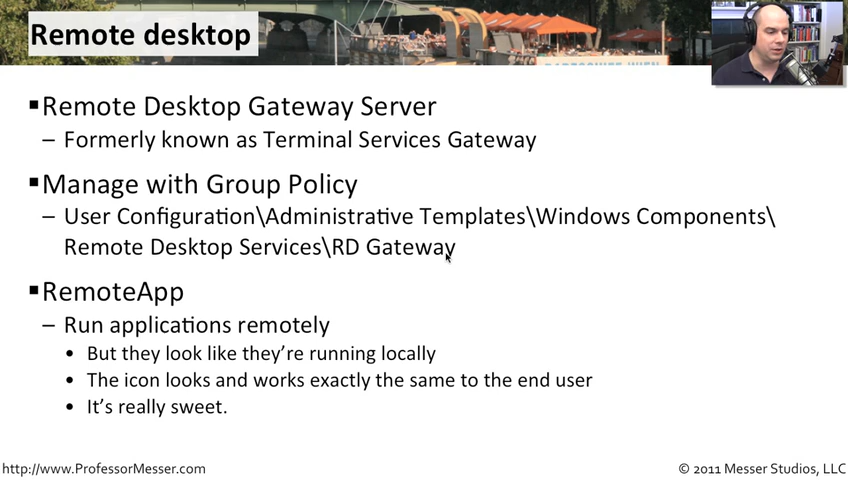 Remote desktop
▪Remote Desktop Gateway Server
– Formerly known as Terminal Services Gateway
▪Manage with Group Policy
– User Configuration\Administrative Templates\Windows Components\
Remote Desktop Services\RD Gateway
▪RemoteApp
– Run applications remotely
• But they look like they're running locally
• The icon looks and works exactly the same to the end user
• It's really sweet.
http://www.ProfessorMesser.com
© 2011 Messer Studios, LLC